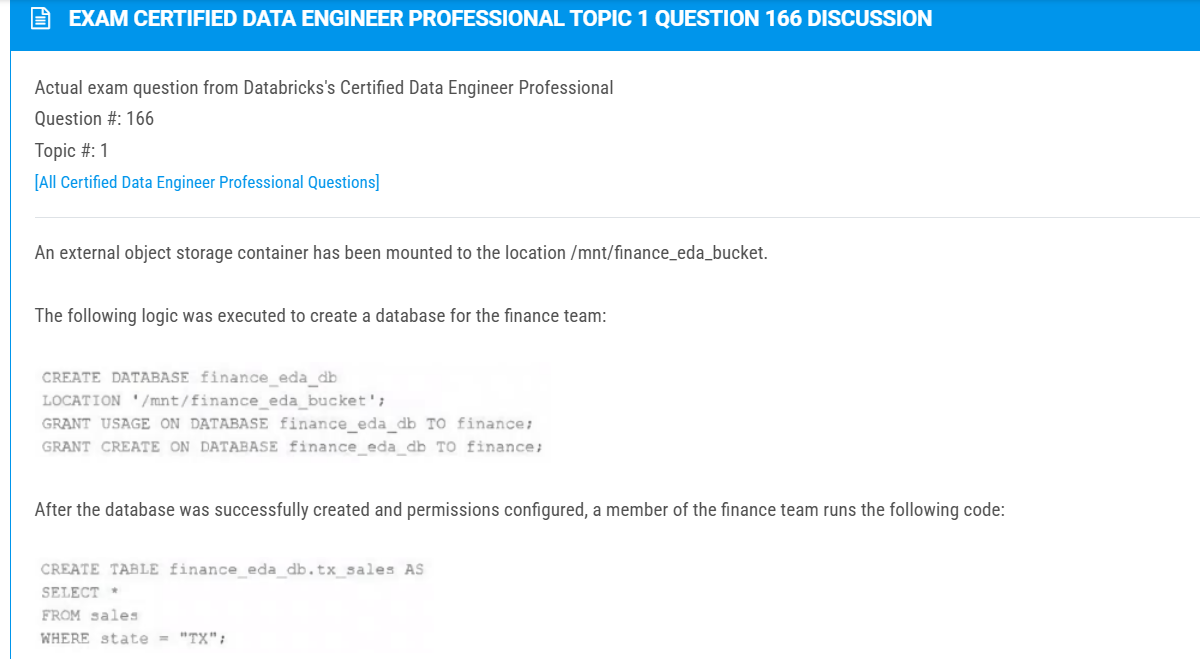 EXAM CERTIFIED DATA ENGINEER PROFESSIONAL TOPIC 1 QUESTION 166 DISCUSSION
Actual exam question from Databricks's Certified Data Engineer Professional
Question #: 166
Topic #: 1
[All Certified Data Engineer Professional Questions]
An external object storage container has been mounted to the location /mnt/finance_eda_bucket.
The following logic was executed to create a database for the finance team:
CREATE DATABASE finance_eda_db
LOCATION '/mnt/finance_eda_bucket';
GRANT USAGE ON DATABASE finance_eda_db TO finance;
GRANT CREATE ON DATABASE finance_eda_db TO finance;
After the database was successfully created and permissions configured, a member of the finance team runs the following code:
CREATE TABLE finance_eda_db.tx_sales AS
SELECT *
FROM sales
WHERE state = "TX";